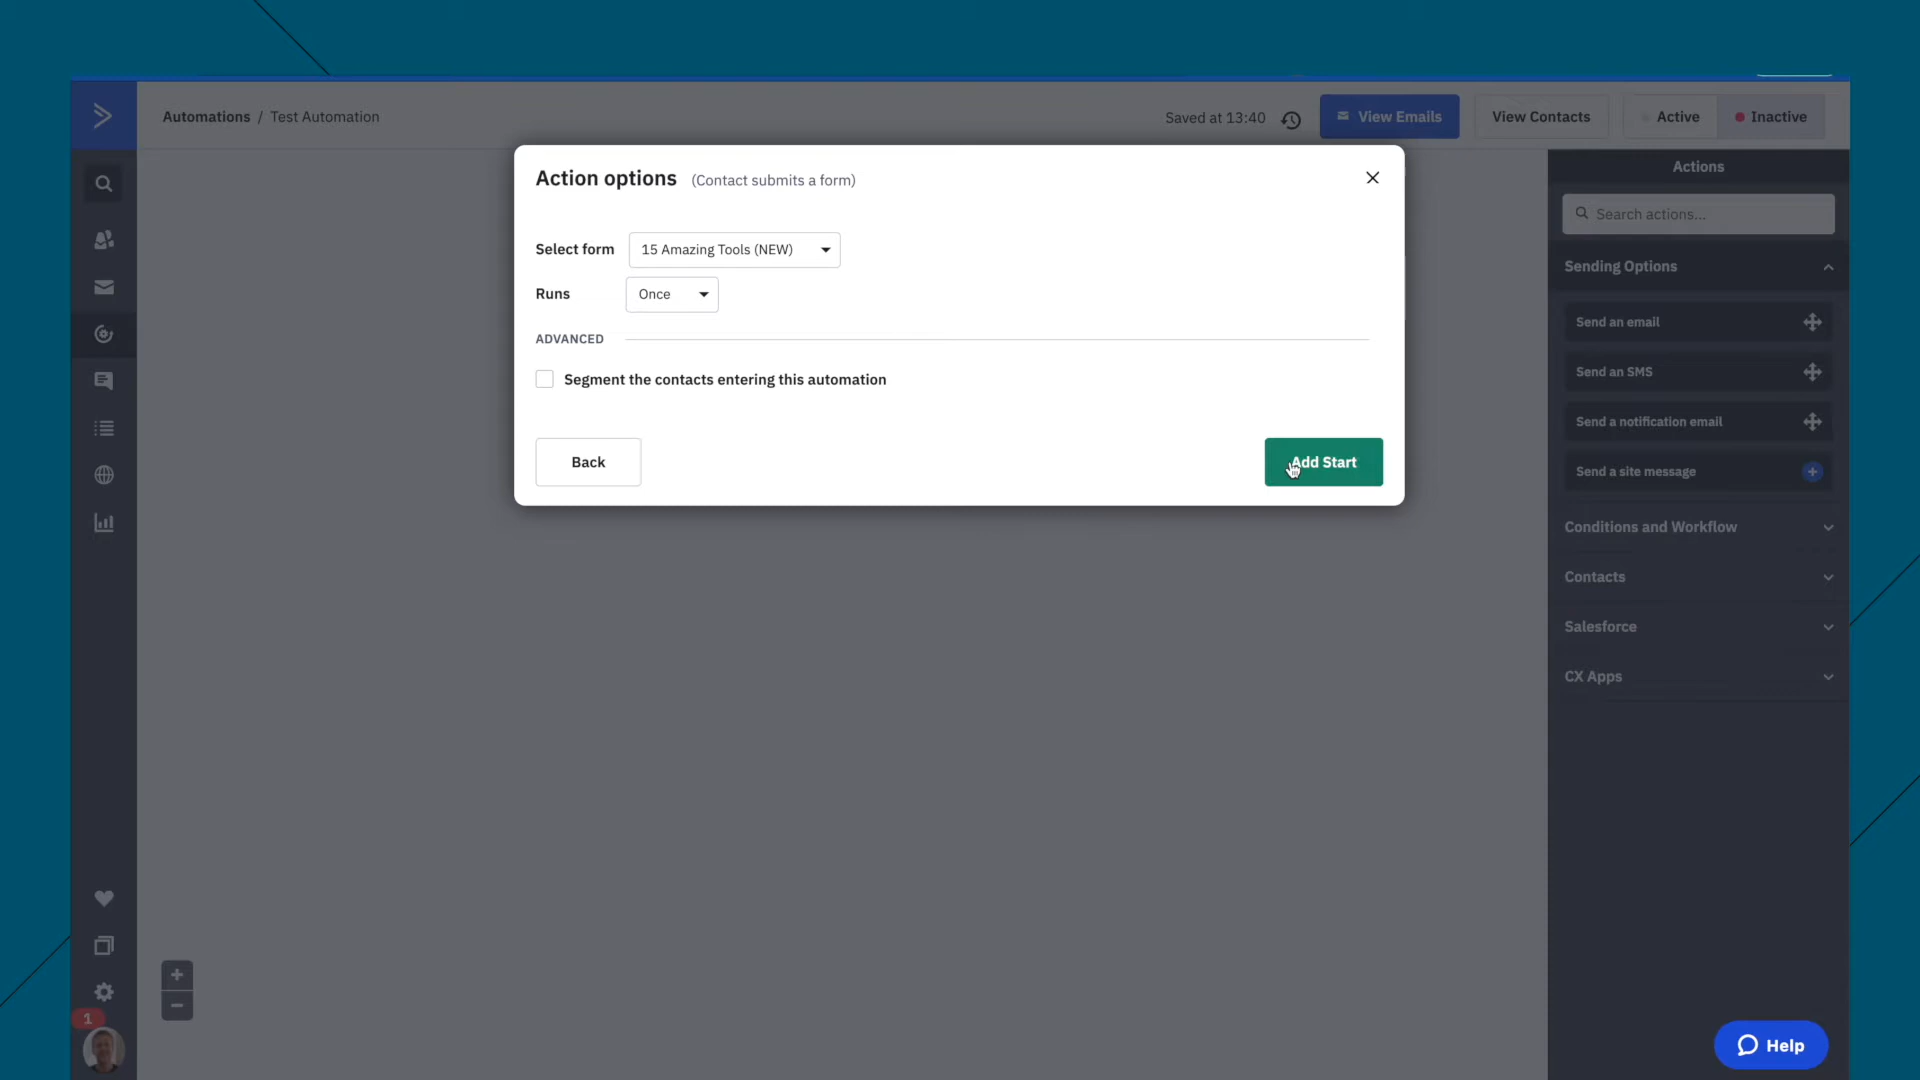 Automations / Test Automation
Saved at 13:40
View Emails
View Contacts
Active
Inactive
Action options (Contact submits a form)
Select form 15 Amazing Tools (NEW)
Runs Once
ADVANCED
Segment the contacts entering this automation
Back
Add Start
Actions
Search actions...
Sending Options
Send an email
Send an SMS
Send a notification email
Send a site message
Conditions and Workflow
Contacts
Salesforce
CX Apps
+
−
1
Help